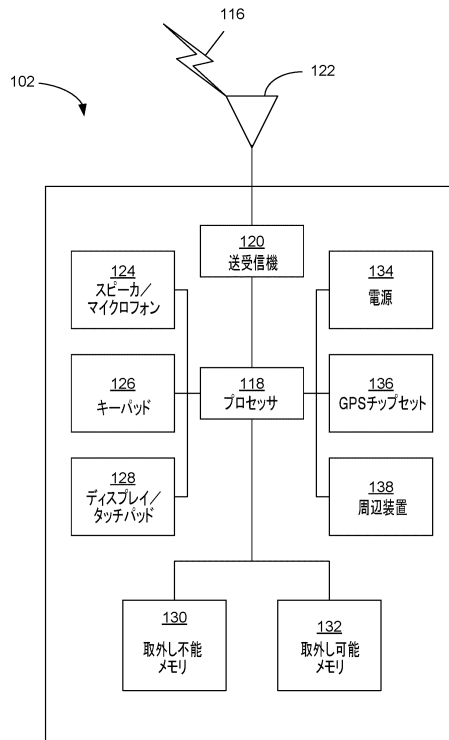 116
102
122
120
送受信機
124
スピーカ／
マイクロフォン
134
電源
126
キーパッド
118
プロセッサ
136
GPSチップセット
128
ディスプレイ／
タッチパッド
138
周辺装置
130
取外し不能
メモリ
132
取外し可能
メモリ